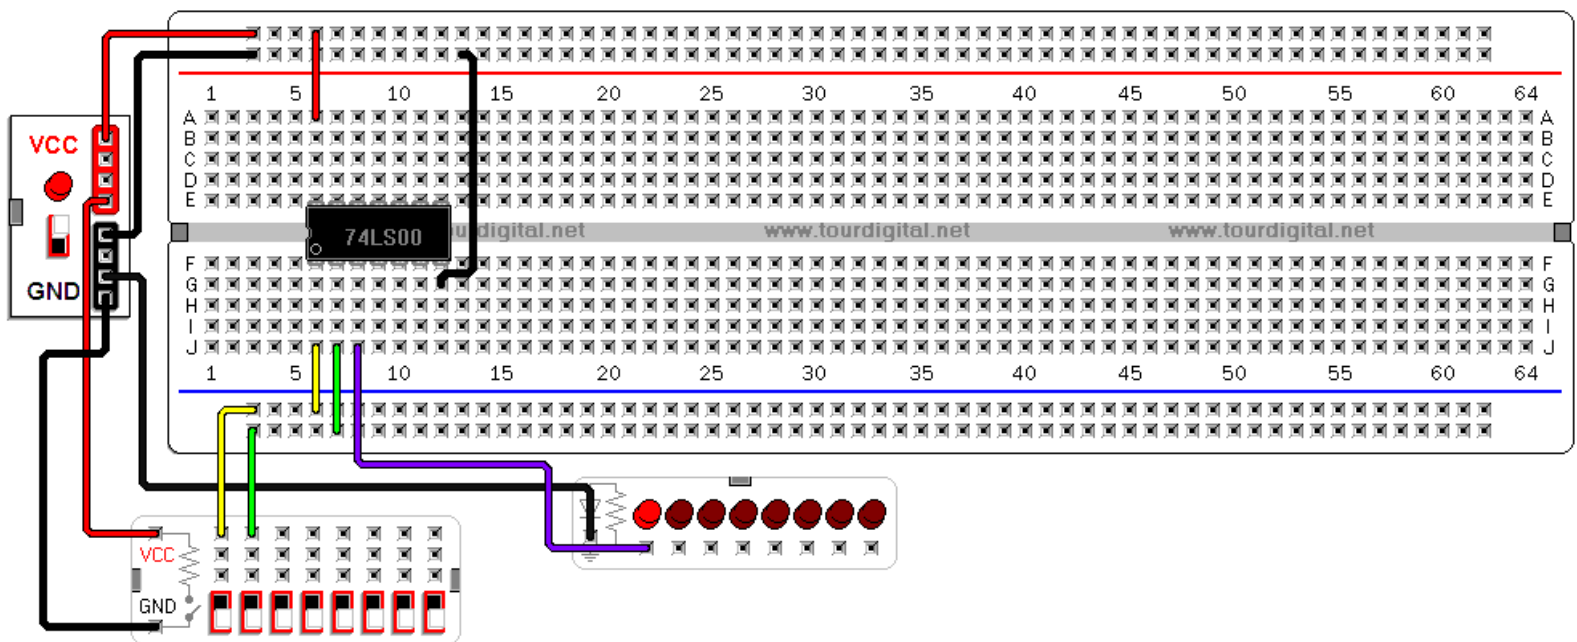 1 5 10 15 20 25 30 35 40 45 50 55 60 64
A A
B B
VCC
C C
D D
E E
74LS00 urdigital.net www.tourdigital.net www.tourdigital.net
F F
GND
G G
H H
I I
J J
1 5 10 15 20 25 30 35 40 45 50 55 60 64
VCC
GND